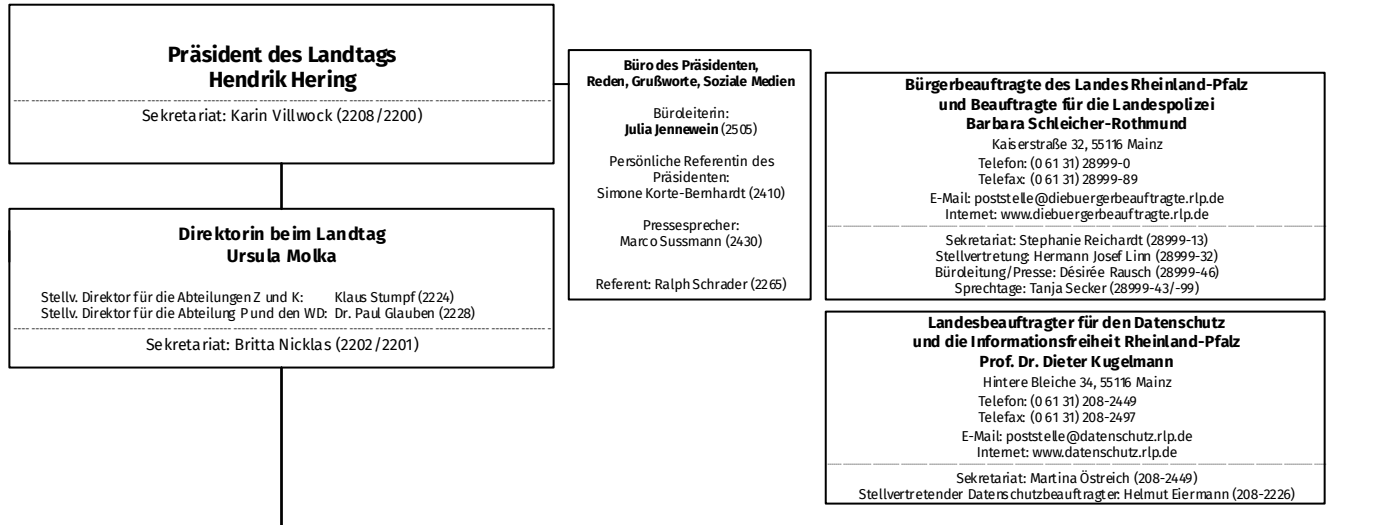 Präsident des Landtags
Hendrik Hering
Sekretariat: Karin Villwock (2208/2200)
Direktorin beim Landtag
Ursula Molka
Stellv. Direktor für die Abteilungen Z und K: Klaus Stumpf (2224)
Stellv. Direktor für die Abteilung P und den WD: Dr. Paul Glauben (2228)
Sekretariat: Britta Nicklas (2202/2201)
Büro des Präsidenten,
Reden, Grußworte, Soziale Medien
Büroleiterin:
Julia Jennewein (2505)
Persönliche Referentin des
Präsidenten:
Simone Korte-Bernhardt (2410)
Pressesprecher:
Marco Sussmann (2430)
Referent: Ralph Schrader (2265)
Bürgerbeauftragte des Landes Rheinland-Pfalz
und Beauftragte für die Landespolizei
Barbara Schleicher-Rothmund
Kaiserstraße 32, 55116 Mainz
Telefon: (0 61 31) 28999-0
Telefax: (0 61 31) 28999-89
E-Mail: poststelle@diebuergerbeauftragte.rlp.de
Internet: www.diebuergerbeauftragte.rlp.de
Sekretariat: Stephanie Reichardt (28999-13)
Stellvertretung: Hermann Josef Linn (28999-32)
Büroleitung/Presse: Désirée Rausch (28999-46)
Sprechtage: Tanja Secker (28999-43/-99)
Landesbeauftragter für den Datenschutz
und die Informationsfreiheit Rheinland-Pfalz
Prof. Dr. Dieter Kugelmann
Hintere Bleiche 34, 55116 Mainz
Telefon: (0 61 31) 208-2449
Telefax: (0 61 31) 208-2497
E-Mail: poststelle@datenschutz.rlp.de
Internet: www.datenschutz.rlp.de
Sekretariat: Martina Östreich (208-2449)
Stellvertretender Datenschutzbeauftragter: Helmut Eiermann (208-2226)